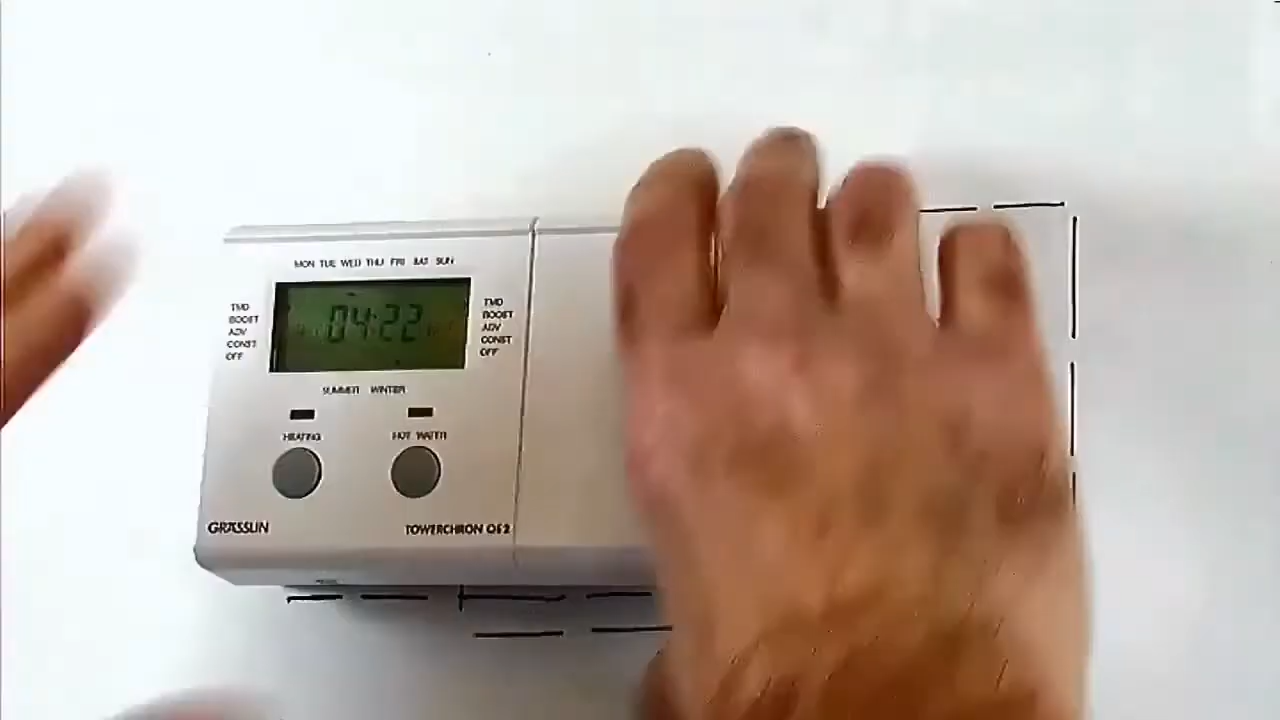 MON TUE WED THU FRI SAT SUN
TMD
BOOST
ADV
CONST
OFF
04:22
TMD
BOOST
ADV
CONST
OFF
SUMMER WINTER
HEATING
HOT WATER
GRÄSSLIN
TOWERCHRON QE2